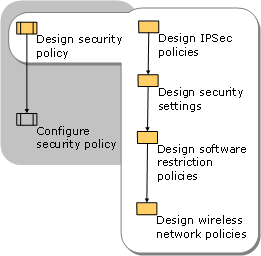 Design security
policy
Configure
security policy
Design IPSec
policies
Design security
settings
Design software
restriction
policies
Design wireless
network policies